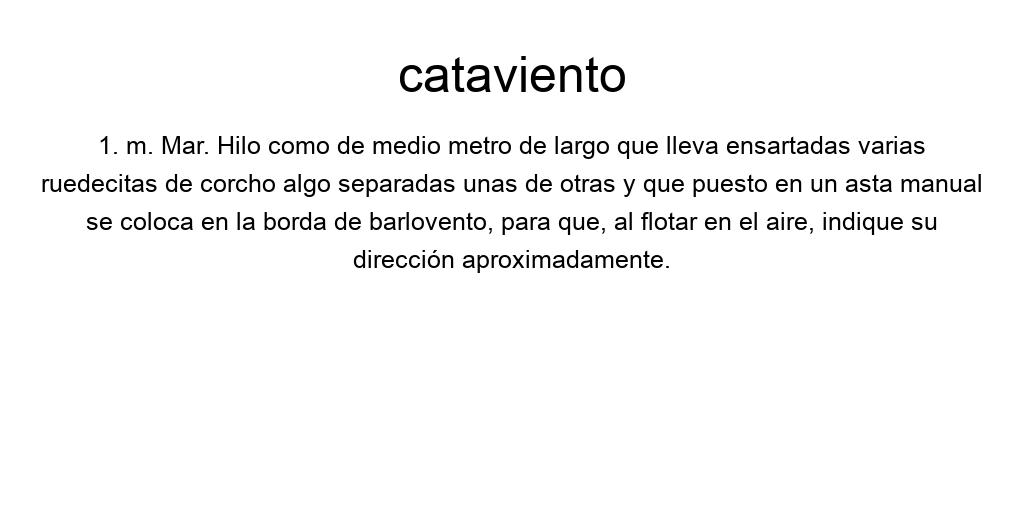 cataviento
1. m. Mar. Hilo como de medio metro de largo que lleva ensartadas varias
ruedecitas de corcho algo separadas unas de otras y que puesto en un asta manual
se coloca en la borda de barlovento, para que, al flotar en el aire, indique su
dirección aproximadamente.